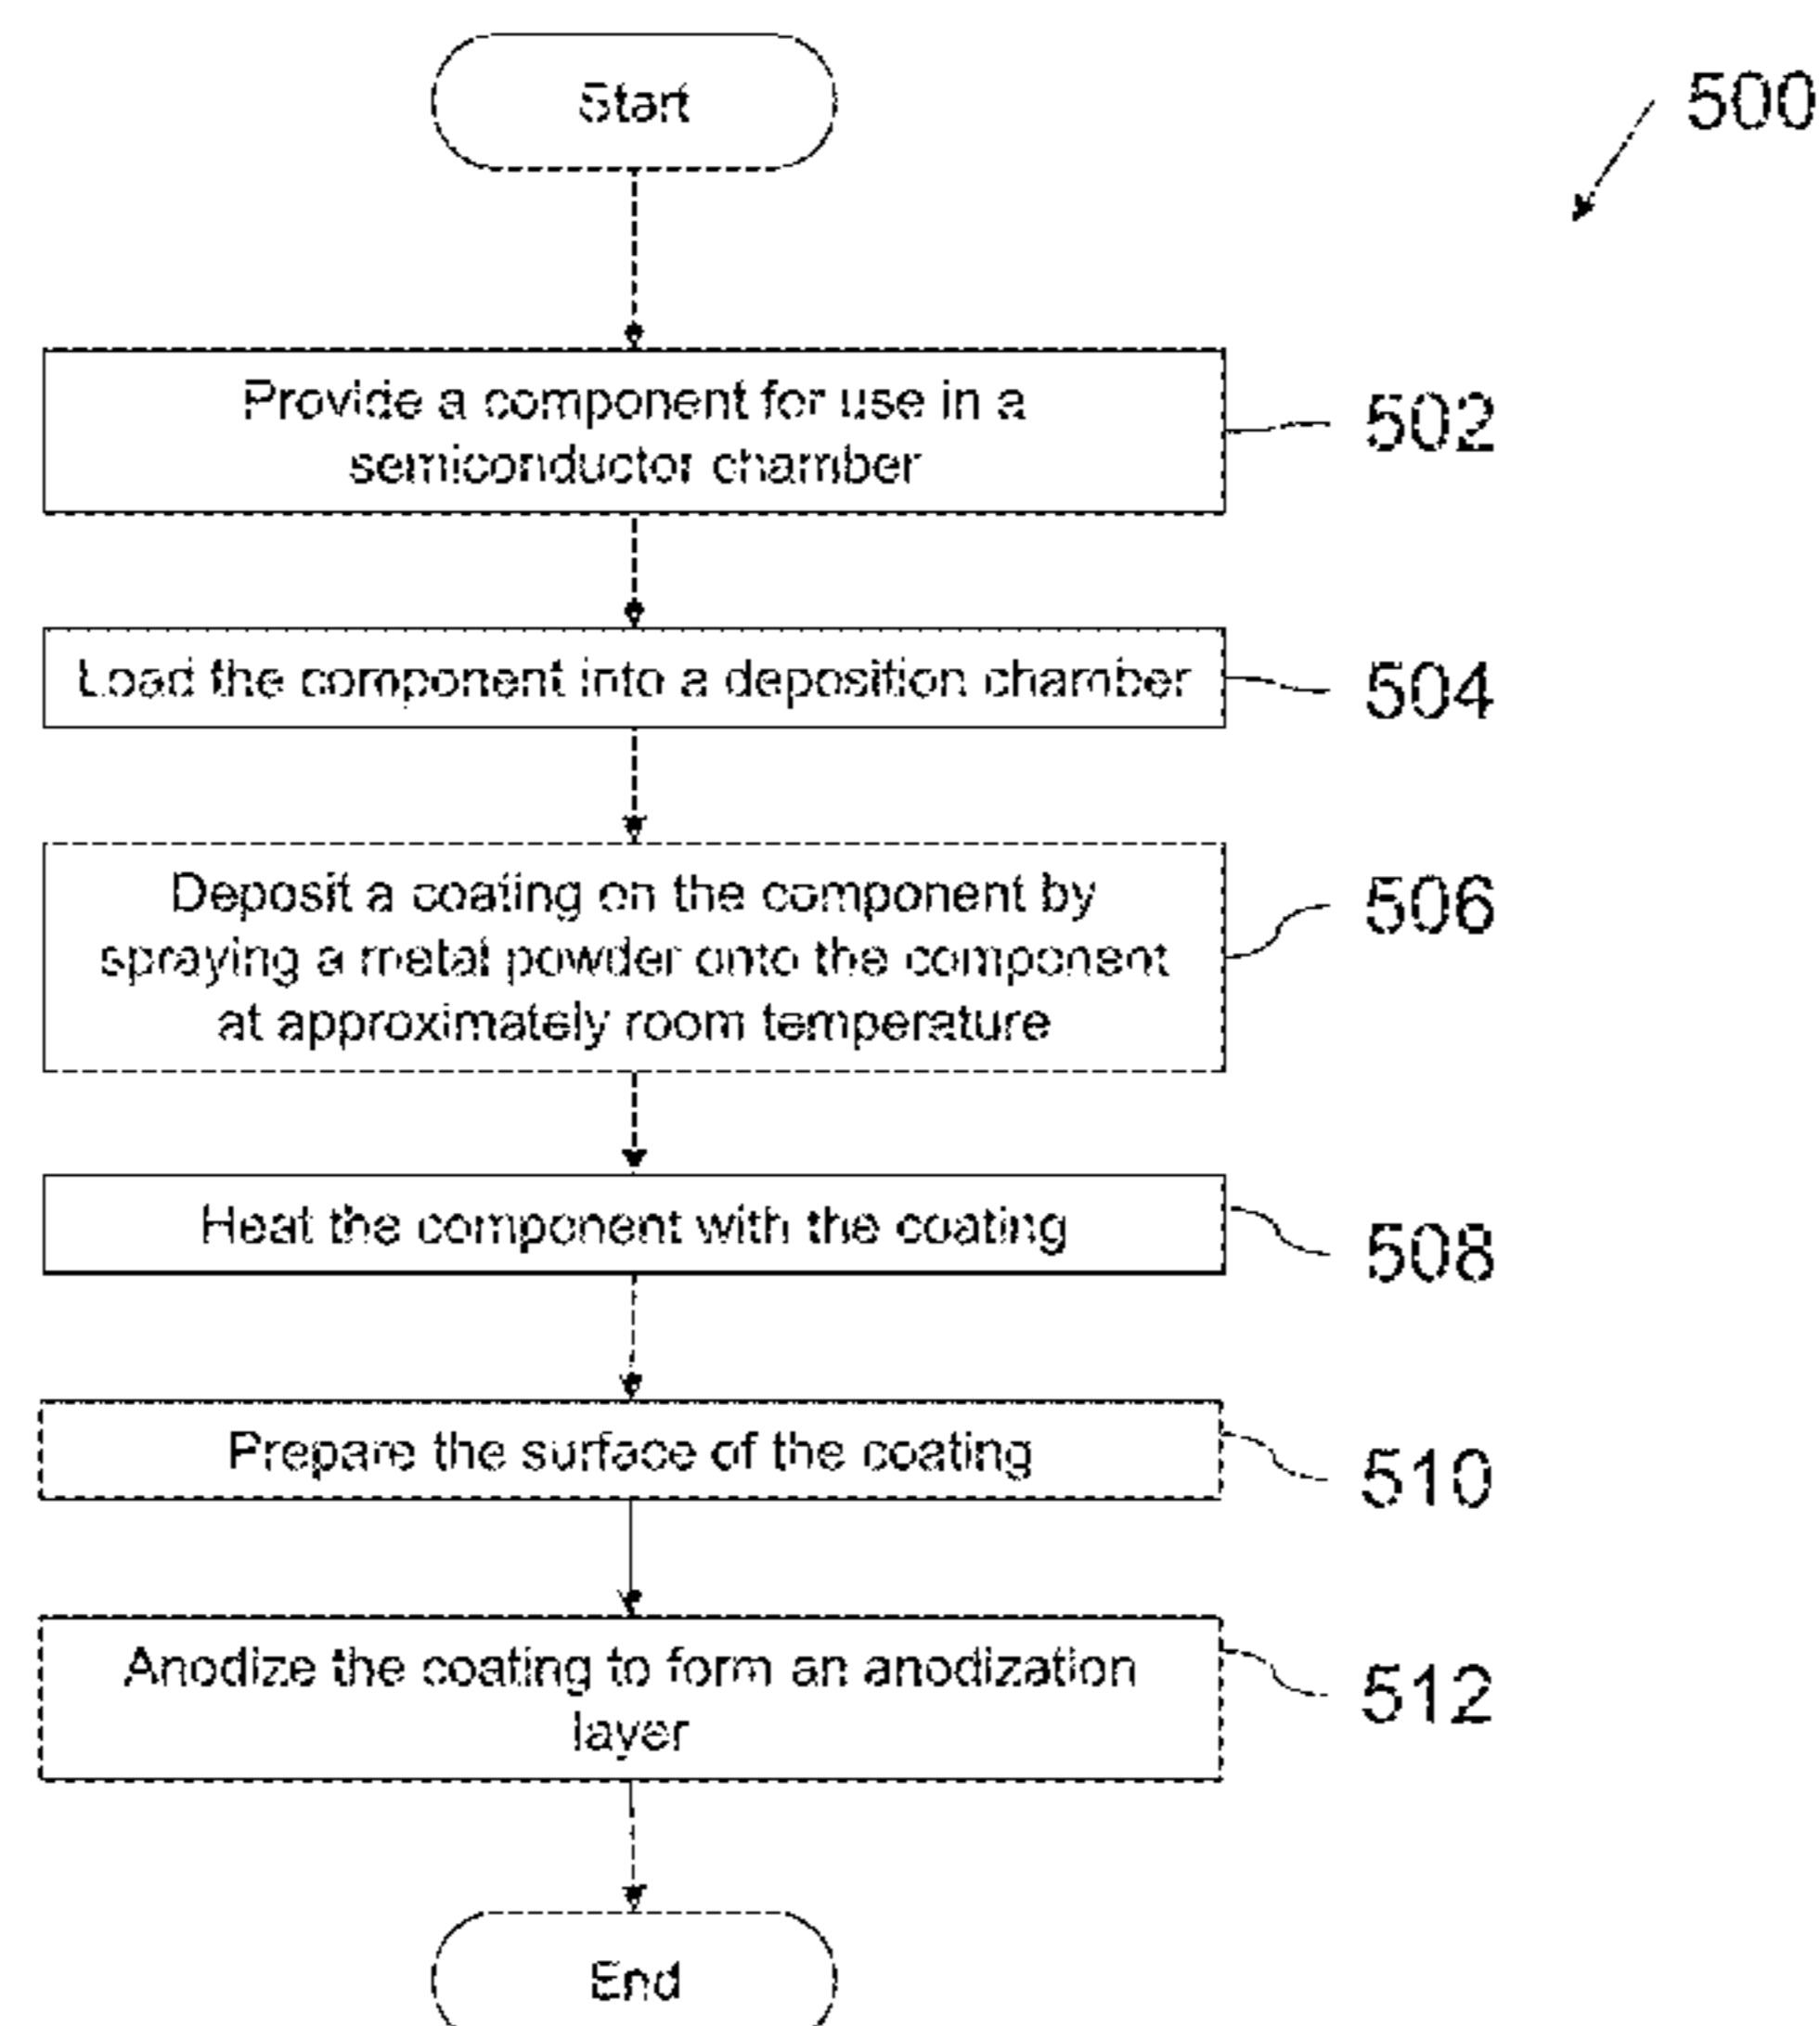 Start
500
Provide a component for use in a
semiconductor chamber
502
Load the component into a deposition chamber
504
Deposit a coating on the component by
spraying a metal powder onto the component
at approximately room temperature
506
Heat the component with the coating
508
Prepare the surface of the coating
510
Anodize the coating to form an anodization
layer
512
End